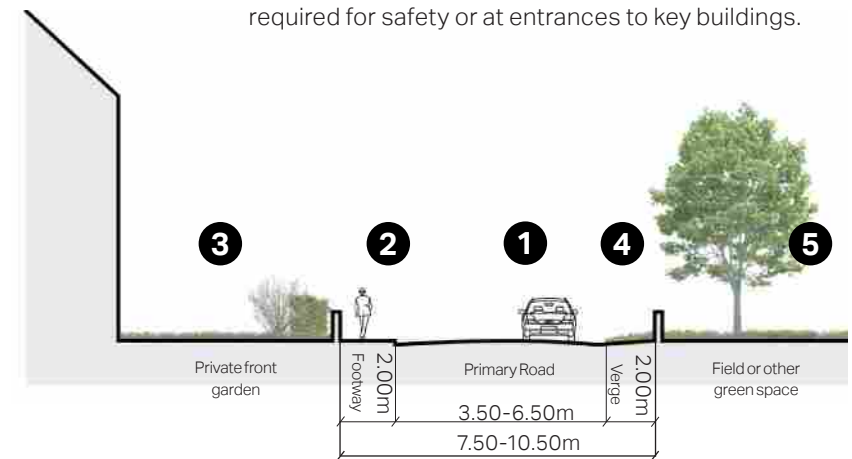 required for safety or at entrances to key buildings.
3
2
1
4
5
Private front
garden
Footway
2.00m
Primary Road
Verge
2.00m
Field or other
green space
3.50-6.50m
7.50-10.50m